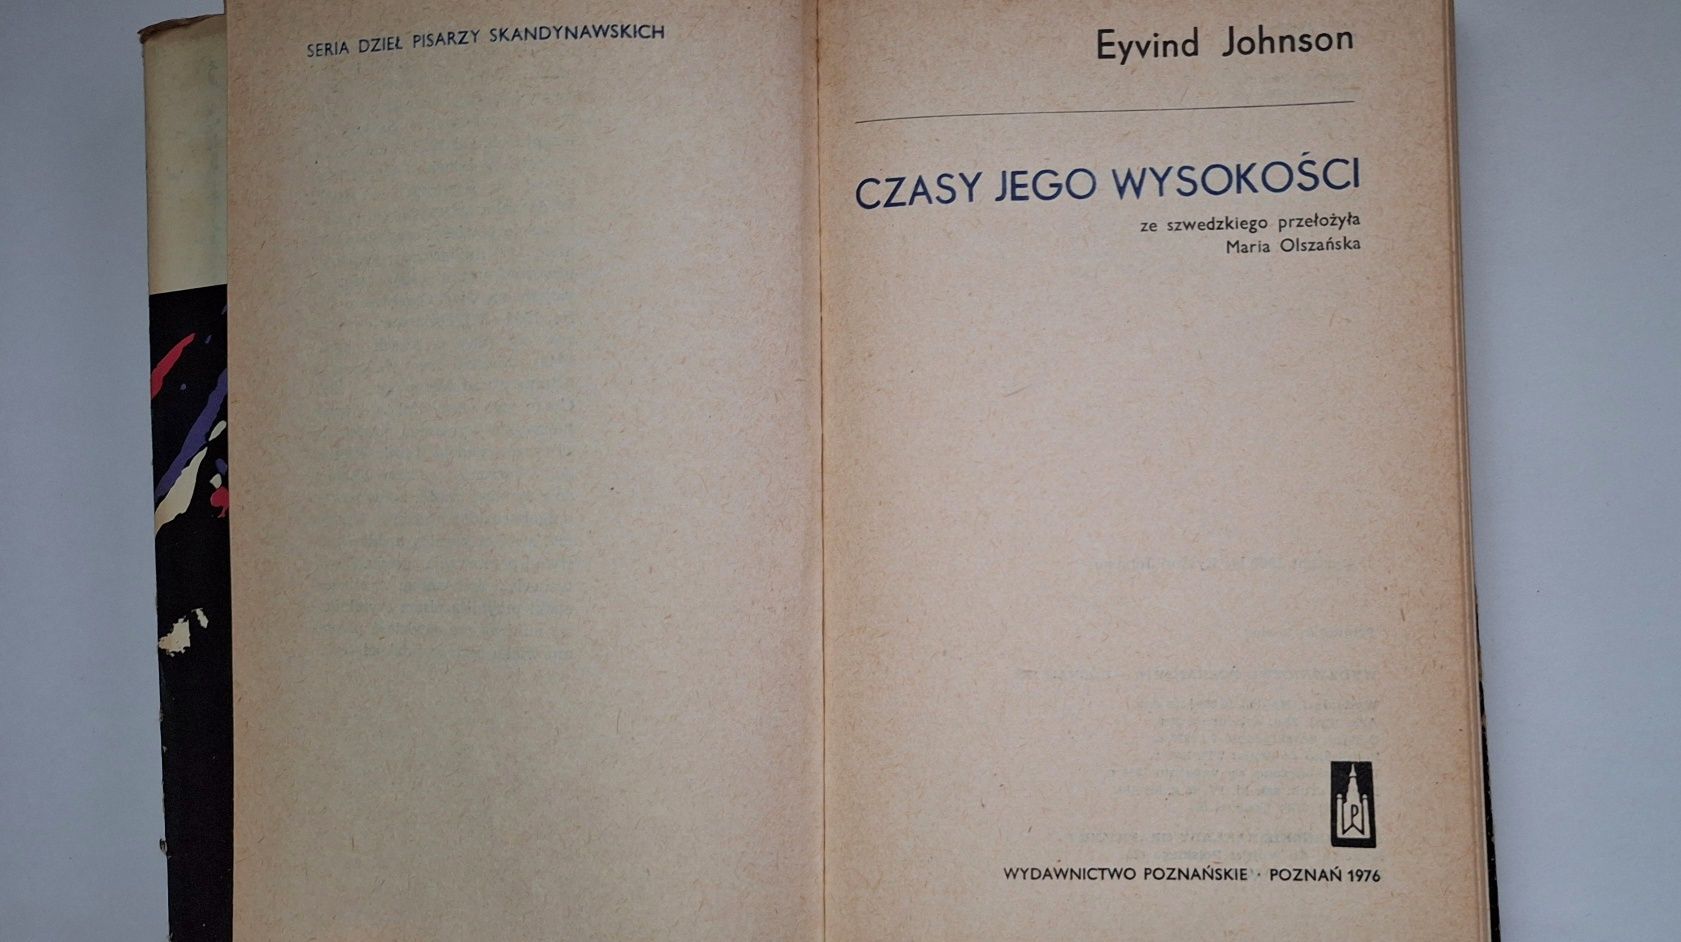 SERIA DZIEŁ PISARZY SKANDYNAWSKICH
Eyvind Johnson
CZASY JEGO WYSOKOŚCI
ze szwedzkiego przełożyła
Maria Olszańska
WYDAWNICTWO POZNAŃSKIE · POZNAŃ 1976